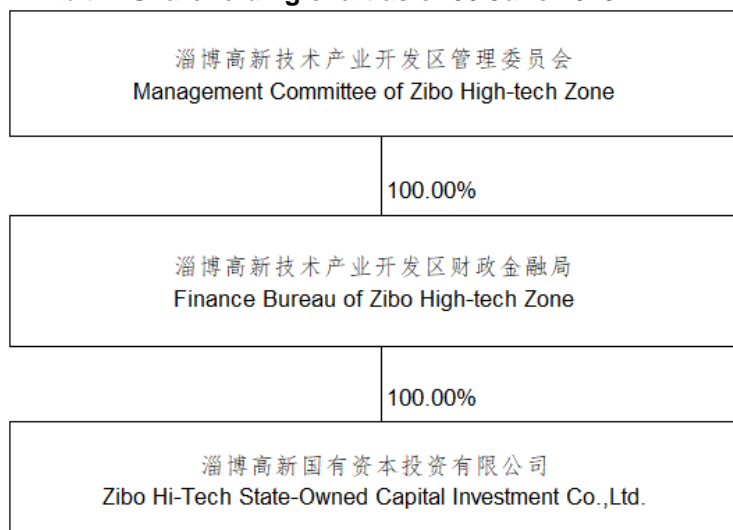 淄博高新技术产业开发区管理委员会
Management Committee of Zibo High-tech Zone
100.00%
淄博高新技术产业开发区财政金融局
Finance Bureau of Zibo High-tech Zone
100.00%
淄博高新国有资本投资有限公司
Zibo Hi-Tech State-Owned Capital Investment Co.,Ltd.